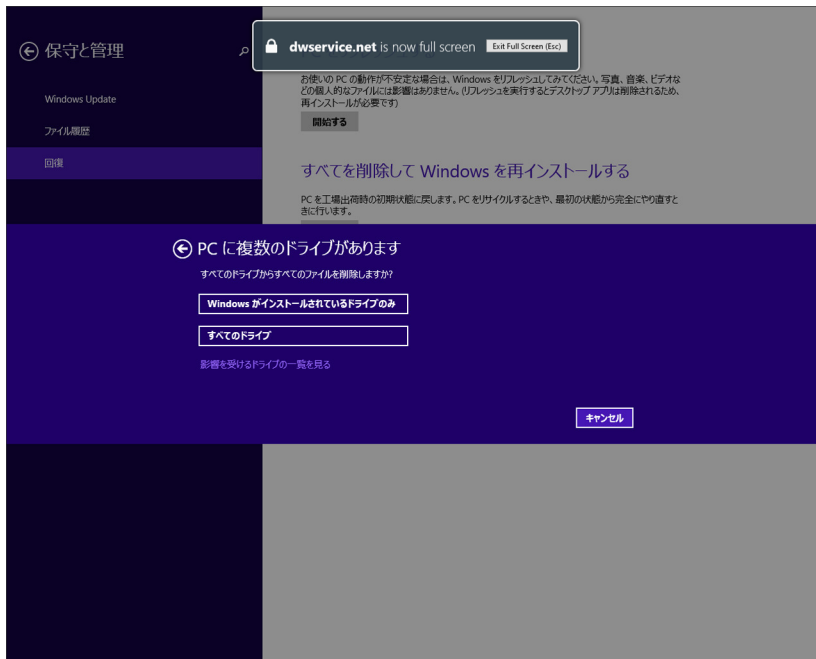 保守と管理
dwservice.net is now full screen Exit Full Screen (Esc)
お使いの PC の動作が不安定な場合は、Windows をリフレッシュしてみてください。写真、音楽、ビデオな
どの個人的なファイルには影響はありません。(リフレッシュを実行するとデスクトップ アプリは削除されるため、
再インストールが必要です)
開始する
Windows Update
ファイル履歴
回復
すべてを削除して Windows を再インストールする
PC を工場出荷時の初期状態に戻します。PC をリサイクルするときや、最初の状態から完全にやり直すと
きに行います。
PC に複数のドライブがあります
すべてのドライブからすべてのファイルを削除しますか?
Windows がインストールされているドライブのみ
すべてのドライブ
影響を受けるドライブの一覧を見る
キャンセル